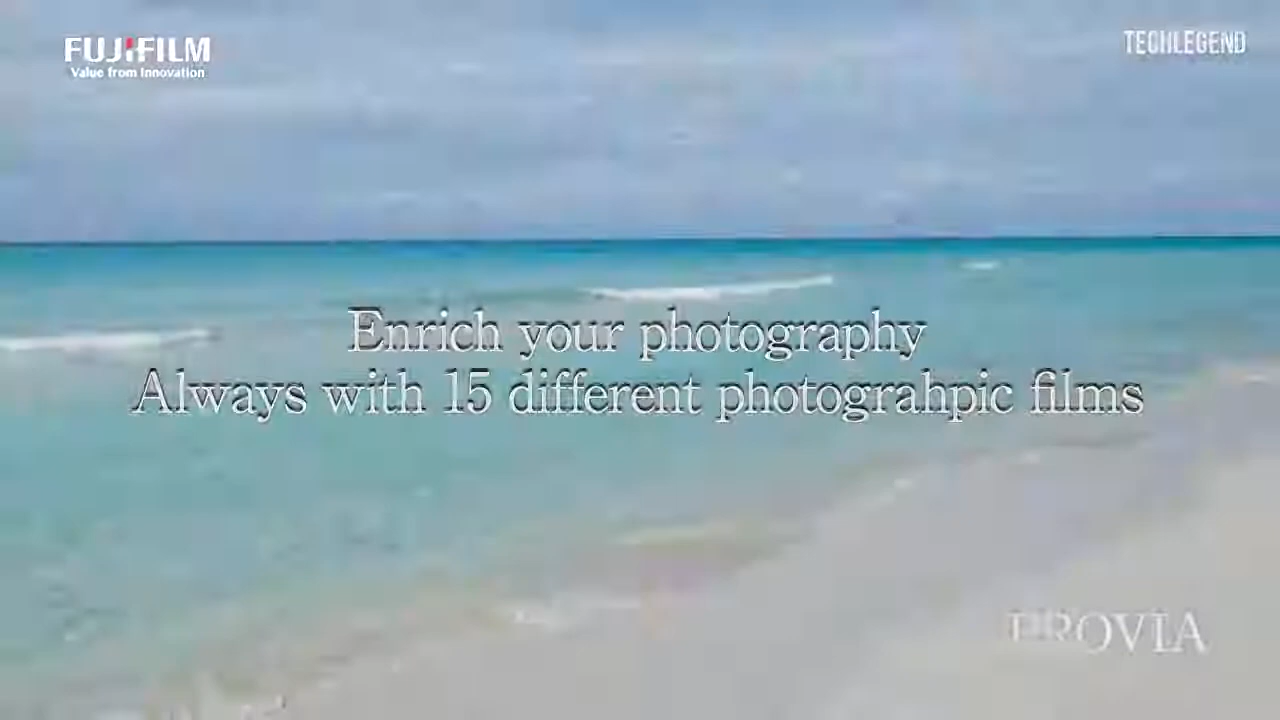 FUJIFILM
Value from Innovation
TECHLEGEND
Enrich your photography
Always with 15 different photograhpic films
PROVIA